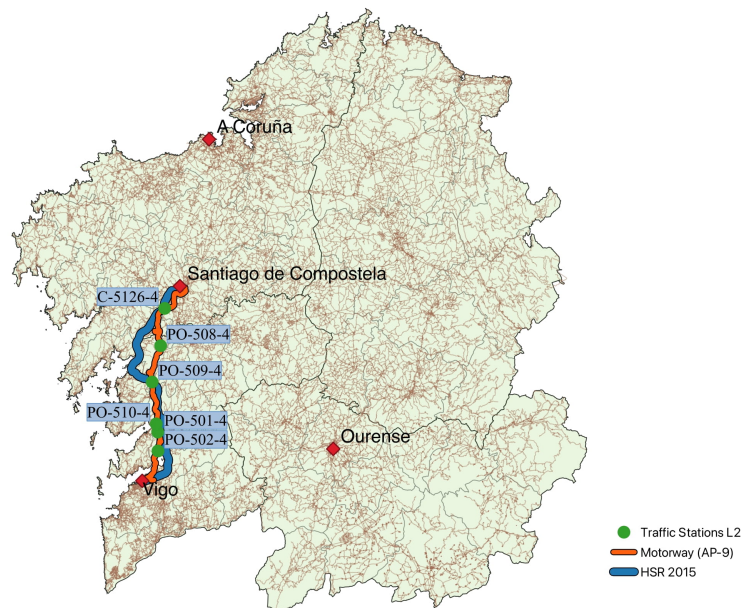 A Coruña
Santiago de Compostela
C-5126-4
PO-508-4
PO-509-4
PO-510-4
PO-501-4
PO-502-4
Ourense
Vigo
Traffic Stations L2
Motorway (AP-9)
HSR 2015